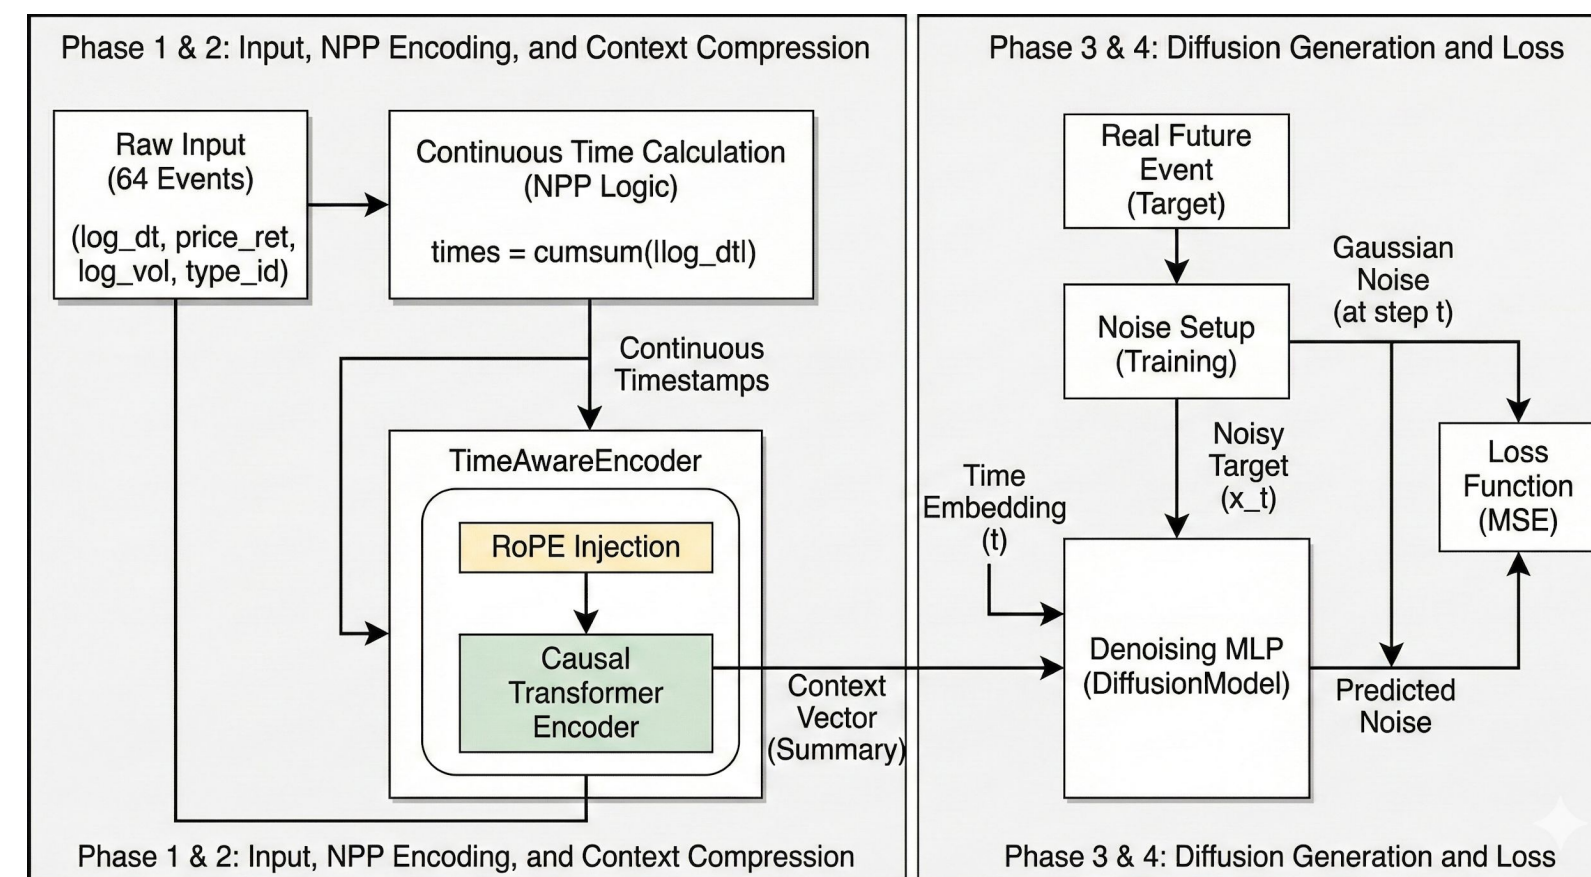 Phase 1 & 2: Input, NPP Encoding, and Context Compression
Raw Input
(64 Events)
(log_dt, price_ret,
log_vol, type_id)
Continuous Time Calculation
(NPP Logic)
times = cumsum(|log_dt|)
Continuous
Timestamps
TimeAwareEncoder
RoPE Injection
Causal
Transformer
Encoder
Context
Vector
(Summary)
Phase 1 & 2: Input, NPP Encoding, and Context Compression
Phase 3 & 4: Diffusion Generation and Loss
Real Future
Event
(Target)
Noise Setup
(Training)
Gaussian
Noise
(at step t)
Noisy
Target
(x_t)
Time
Embedding
(t)
Loss
Function
(MSE)
Denoising MLP
(DiffusionModel)
Predicted
Noise
Phase 3 & 4: Diffusion Generation and Loss